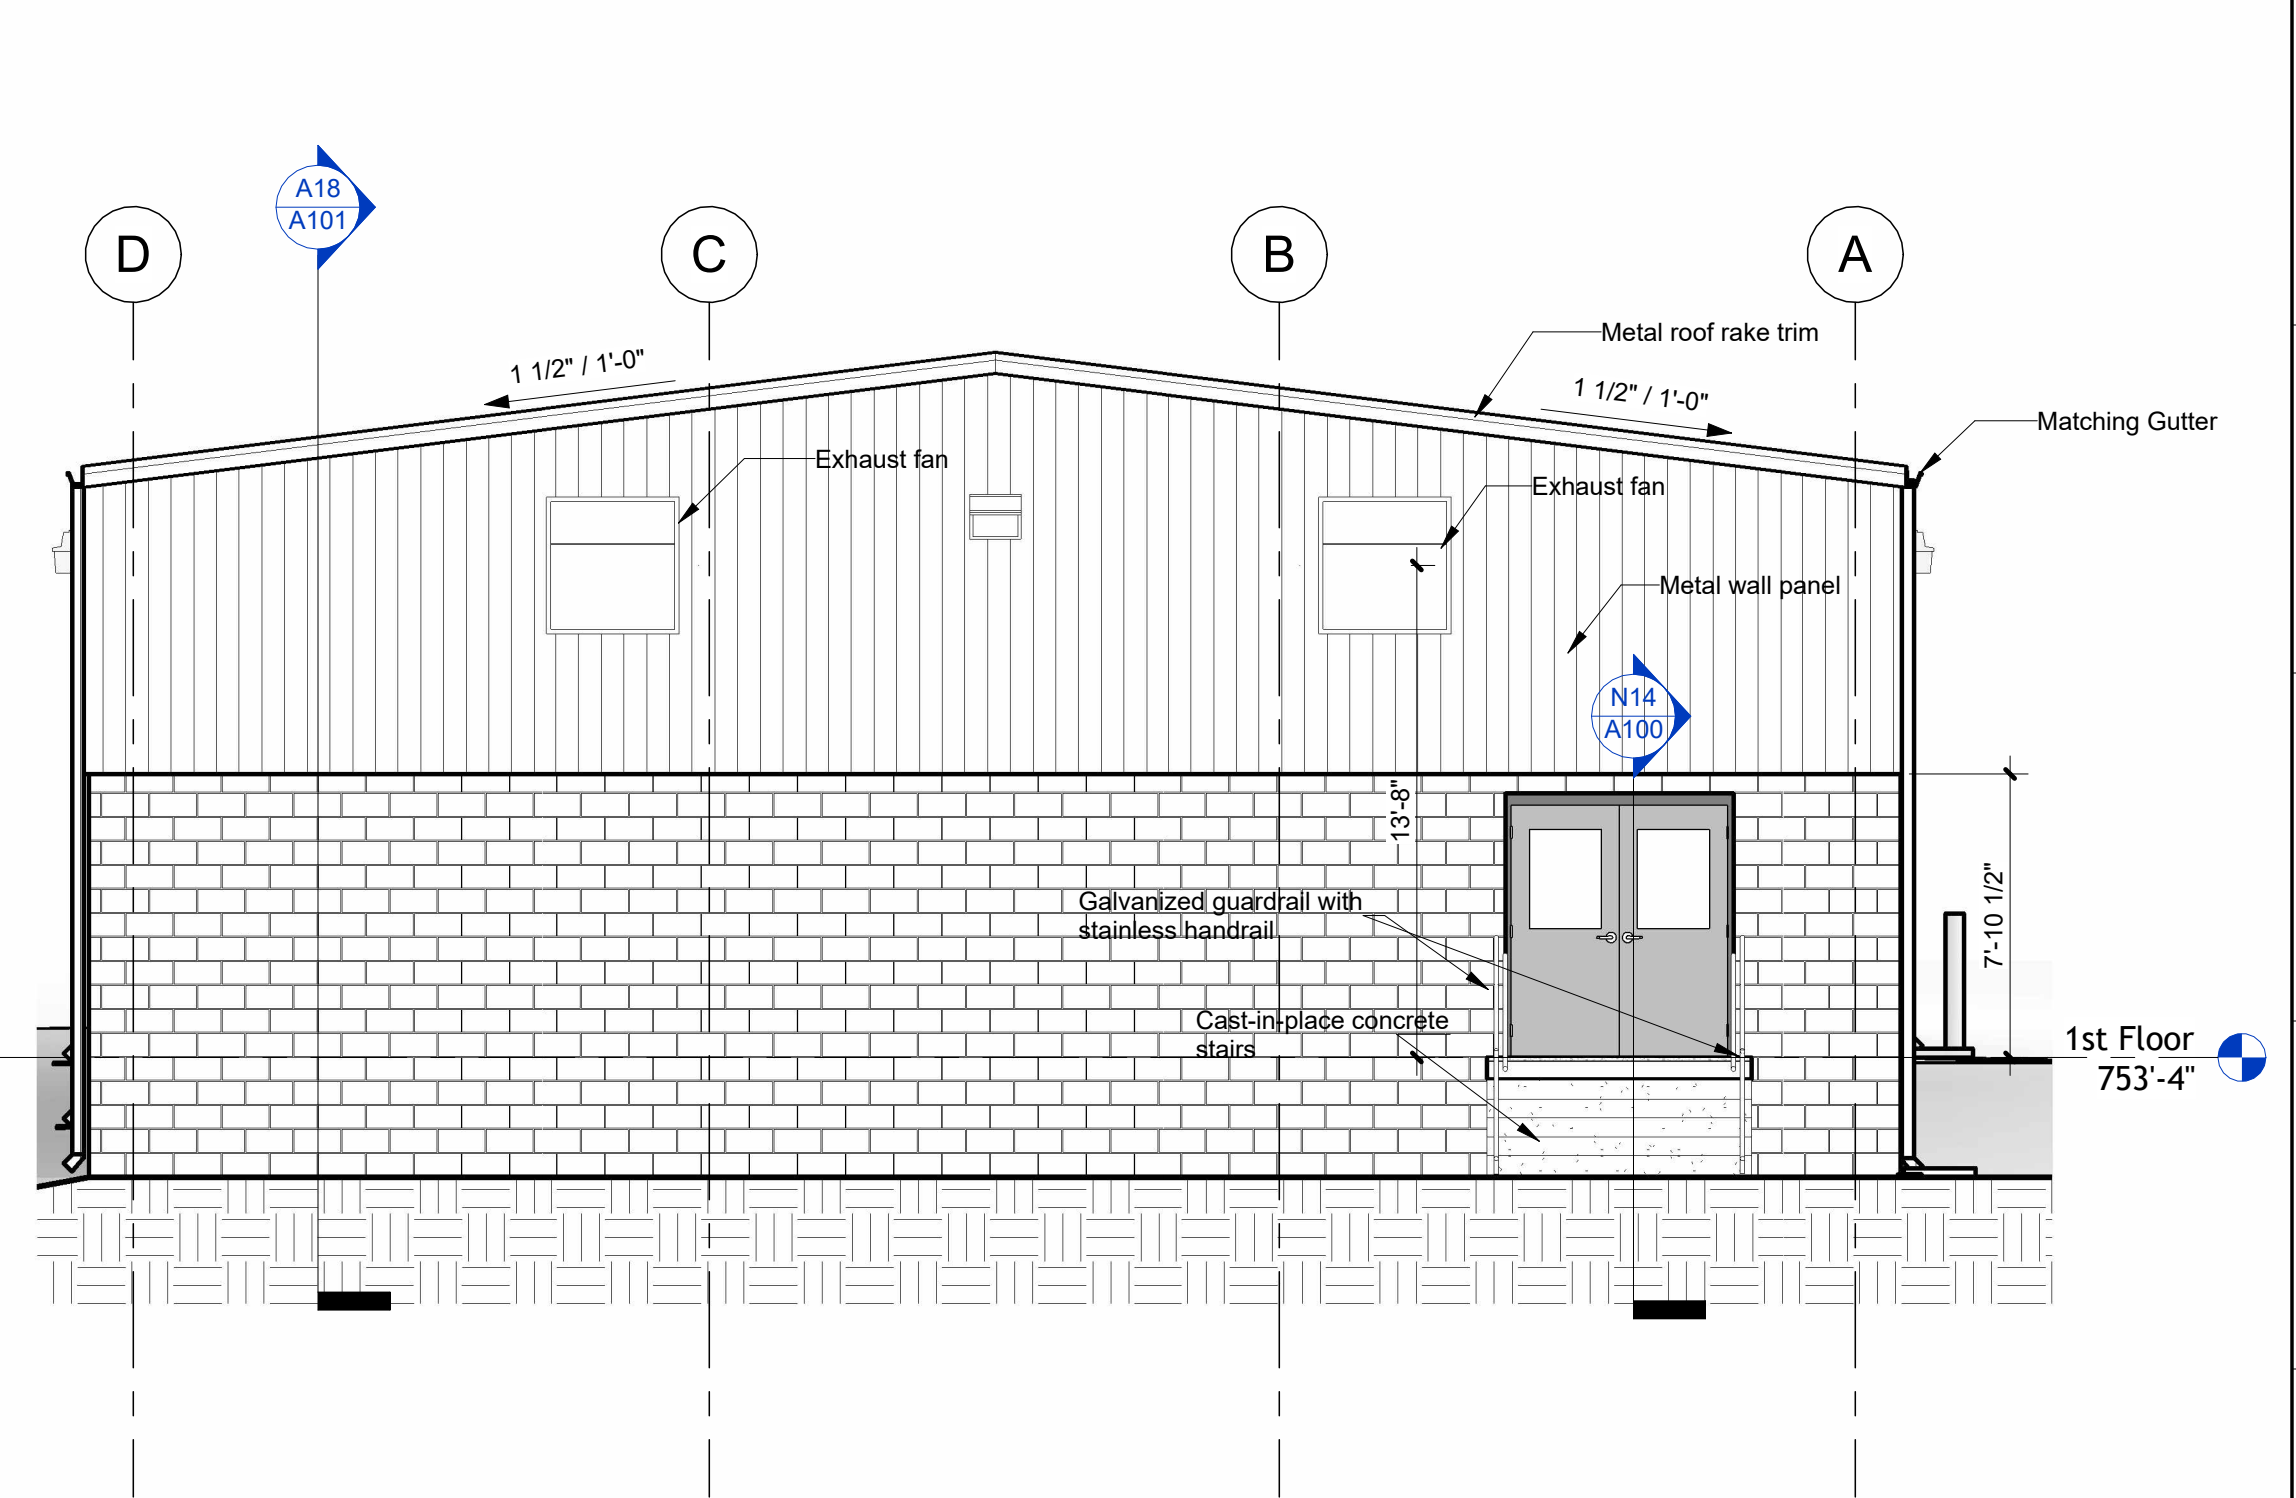 A18
A101
D
C
B
A
Metal roof rake trim
1 1/2" / 1'-0"
1 1/2" / 1'-0"
Matching Gutter
Exhaust fan
Exhaust fan
Metal wall panel
N14
A100
13'-8"
7'-10 1/2"
Galvanized guardrail with
stainless handrail
Cast-in-place concrete
stairs
1st Floor
753'-4"